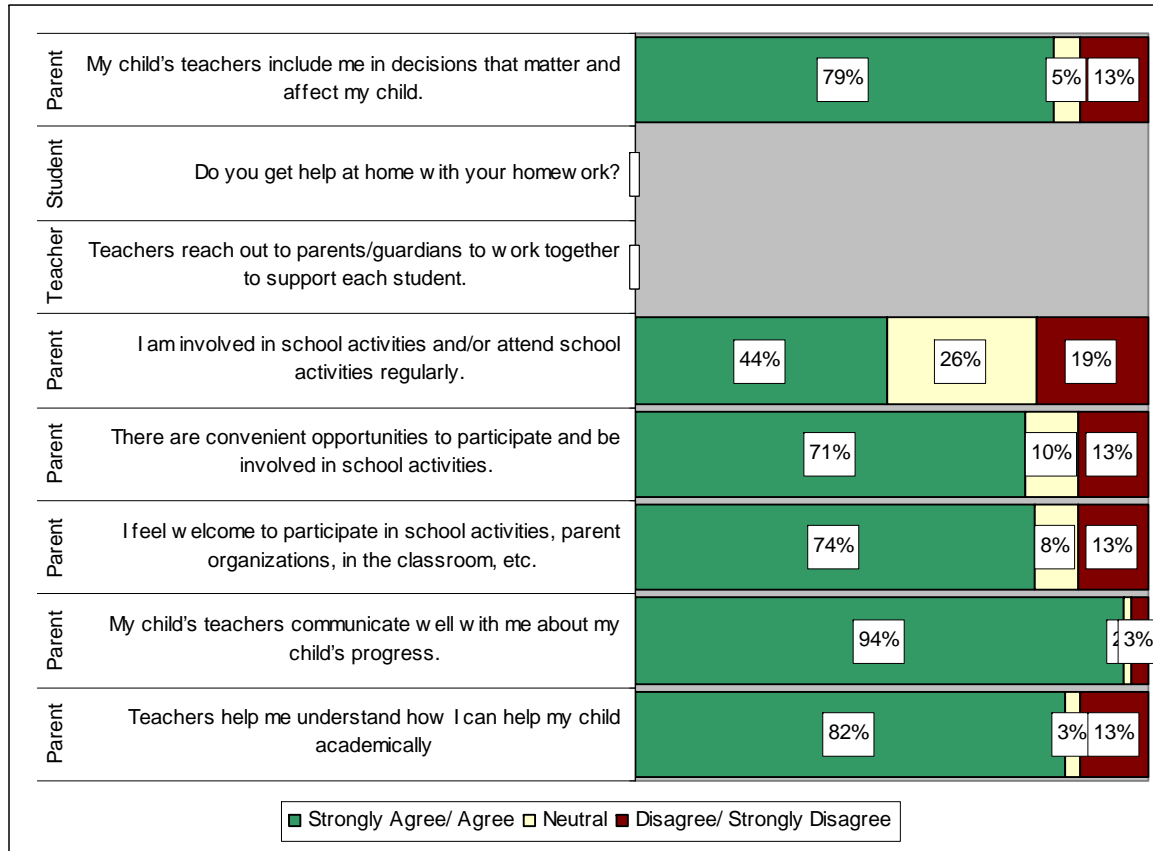 Parent
My child's teachers include me in decisions that matter and
affect my child.
79%
5%
13%
Student
Do you get help at home with your homework?
Teacher
Teachers reach out to parents/guardians to work together
to support each student.
Parent
I am involved in school activities and/or attend school
activities regularly.
44%
26%
19%
Parent
There are convenient opportunities to participate and be
involved in school activities.
71%
10%
13%
Parent
I feel welcome to participate in school activities, parent
organizations, in the classroom, etc.
74%
8%
13%
Parent
My child's teachers communicate well with me about my
child's progress.
94%
3%
Parent
Teachers help me understand how I can help my child
academically
82%
3%
13%
Strongly Agree/ Agree
Neutral
Disagree/ Strongly Disagree